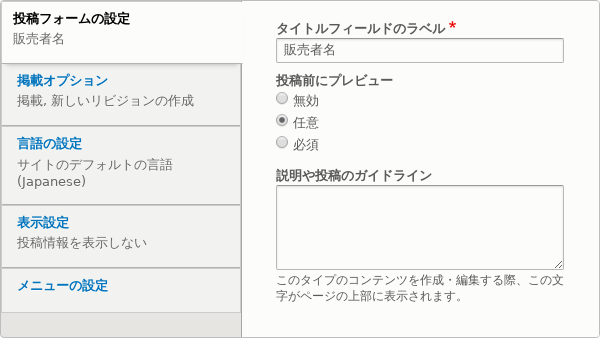 投稿フォームの設定
販売者名
掲載オプション
掲載, 新しいリビジョンの作成
言語の設定
サイトのデフォルトの言語
(Japanese)
表示設定
投稿情報を表示しない
メニューの設定
タイトルフィールドのラベル *
販売者名
投稿前にプレビュー
無効
任意
必須
説明や投稿のガイドライン
このタイプのコンテンツを作成・編集する際、この文
字がページの上部に表示されます。